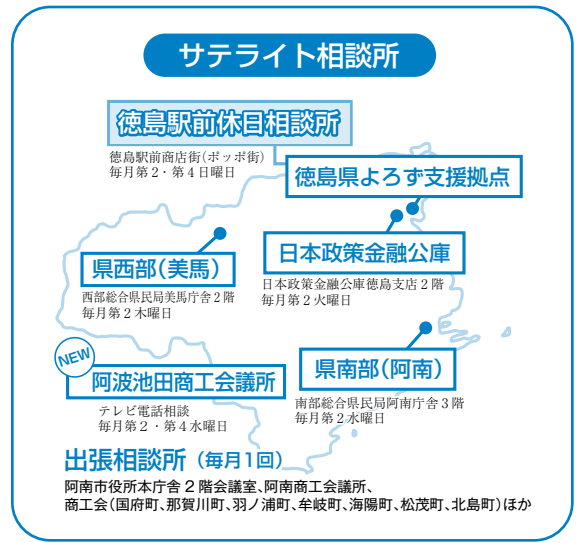 サテライト相談所
徳島駅前休日相談所
徳島駅前商店街(ポッポ街)
毎月第2・第4日曜日
徳島県よろず支援拠点
日本政策金融公庫
日本政策金融公庫徳島支店2階
毎月第2火曜日
県西部(美馬)
西部総合県民局美馬庁舎2階
毎月第2木曜日
県南部(阿南)
南部総合県民局阿南庁舎3階
毎月第2水曜日
NEW
阿波池田商工会議所
テレビ電話相談
毎月第2・第4水曜日
出張相談所(毎月1回)
阿南市役所本庁舎2階会議室、阿南商工会議所、
商工会(国府町、那賀川町、羽ノ浦町、牟岐町、海陽町、松茂町、北島町)ほか